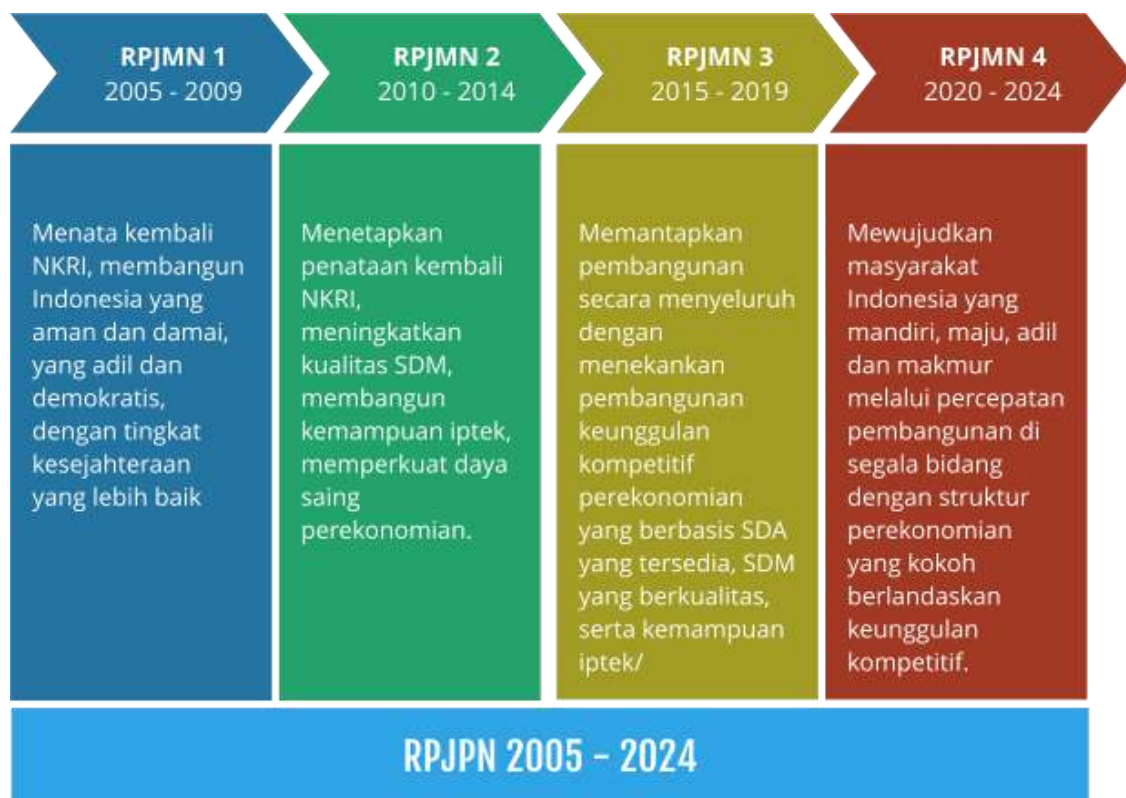 RPJMN 1
2005 - 2009
RPJMN 2
2010 - 2014
RPJMN 3
2015 - 2019
RPJMN 4
2020 - 2024
Menata kembali
NKRI, membangun
Indonesia yang
aman dan damai,
yang adil dan
demokratis,
dengan tingkat
kesejahteraan
yang lebih baik
Menetapkan
penataan kembali
NKRI,
meningkatkan
kualitas SDM,
membangun
kemampuan iptek,
memperkuat daya
saing
perekonomian.
Memantapkan
pembangunan
secara menyeluruh
dengan
menekankan
pembangunan
keunggulan
kompetitif
perekonomian
yang berbasis SDA
yang tersedia, SDM
yang berkualitas,
serta kemampuan
iptek/
Mewujudkan
masyarakat
Indonesia yang
mandiri, maju, adil
dan makmur
melalui percepatan
pembangunan di
segala bidang
dengan struktur
perekonomian
yang kokoh
berlandaskan
keunggulan
kompetitif.
RPJPN 2005 - 2024